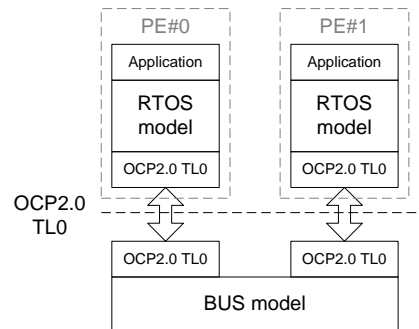 PE#0
PE#1
Application
Application
RTOS
model
RTOS
model
OCP2.0 TL0
OCP2.0 TL0
OCP2.0
TL0
OCP2.0 TL0
OCP2.0 TL0
BUS model